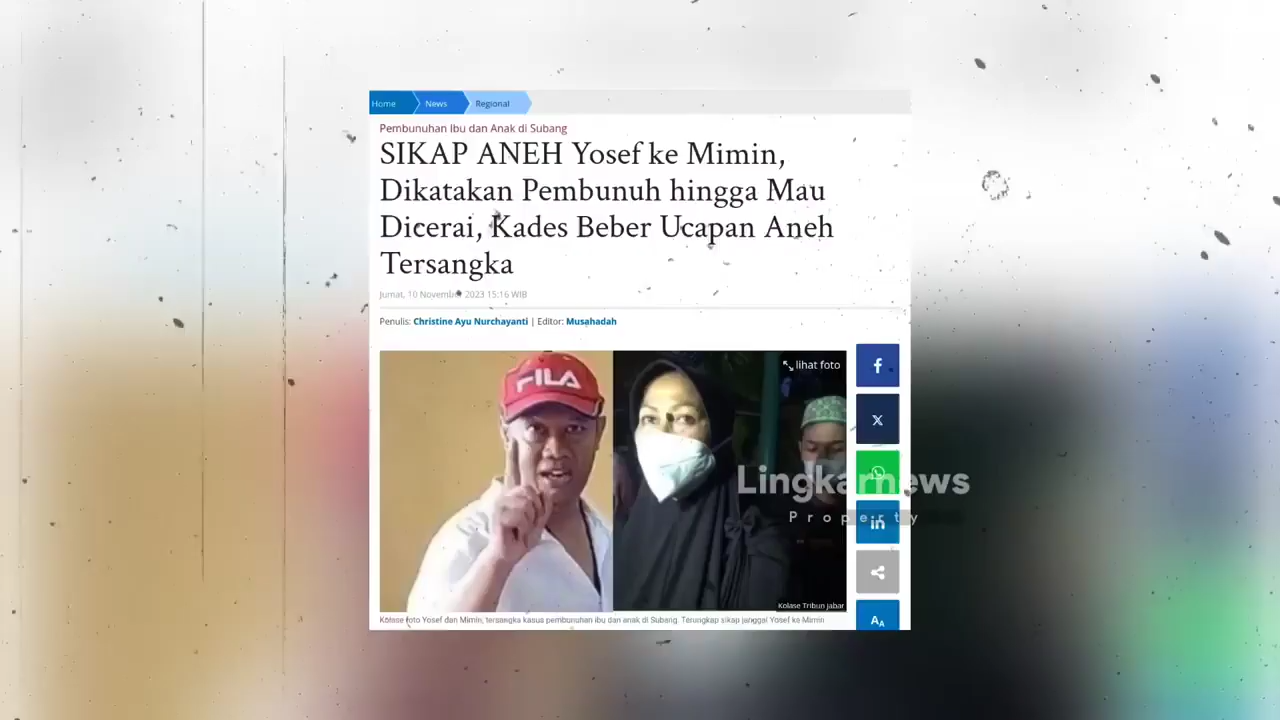 Home News Regional
Pembunuhan Ibu dan Anak di Subang
SIKAP ANEH Yosef ke Mimin,
Dikatakan Pembunuh hingga Mau
Dicerai, Kades Beber Ucapan Aneh
Tersangka
Jumat, 10 November 2023 15:16 WIB
Penulis: Christine Ayu Nurchayanti | Editor: Musahadah
lihat foto
FILA
Lingkarnews
Property
Kolase Tribun Jabar
Kolase foto Yosef dan Mimin, tersangka kasus pembunuhan ibu dan anak di Subang. Terungkap sikap janggal Yosef ke Mimin
AA